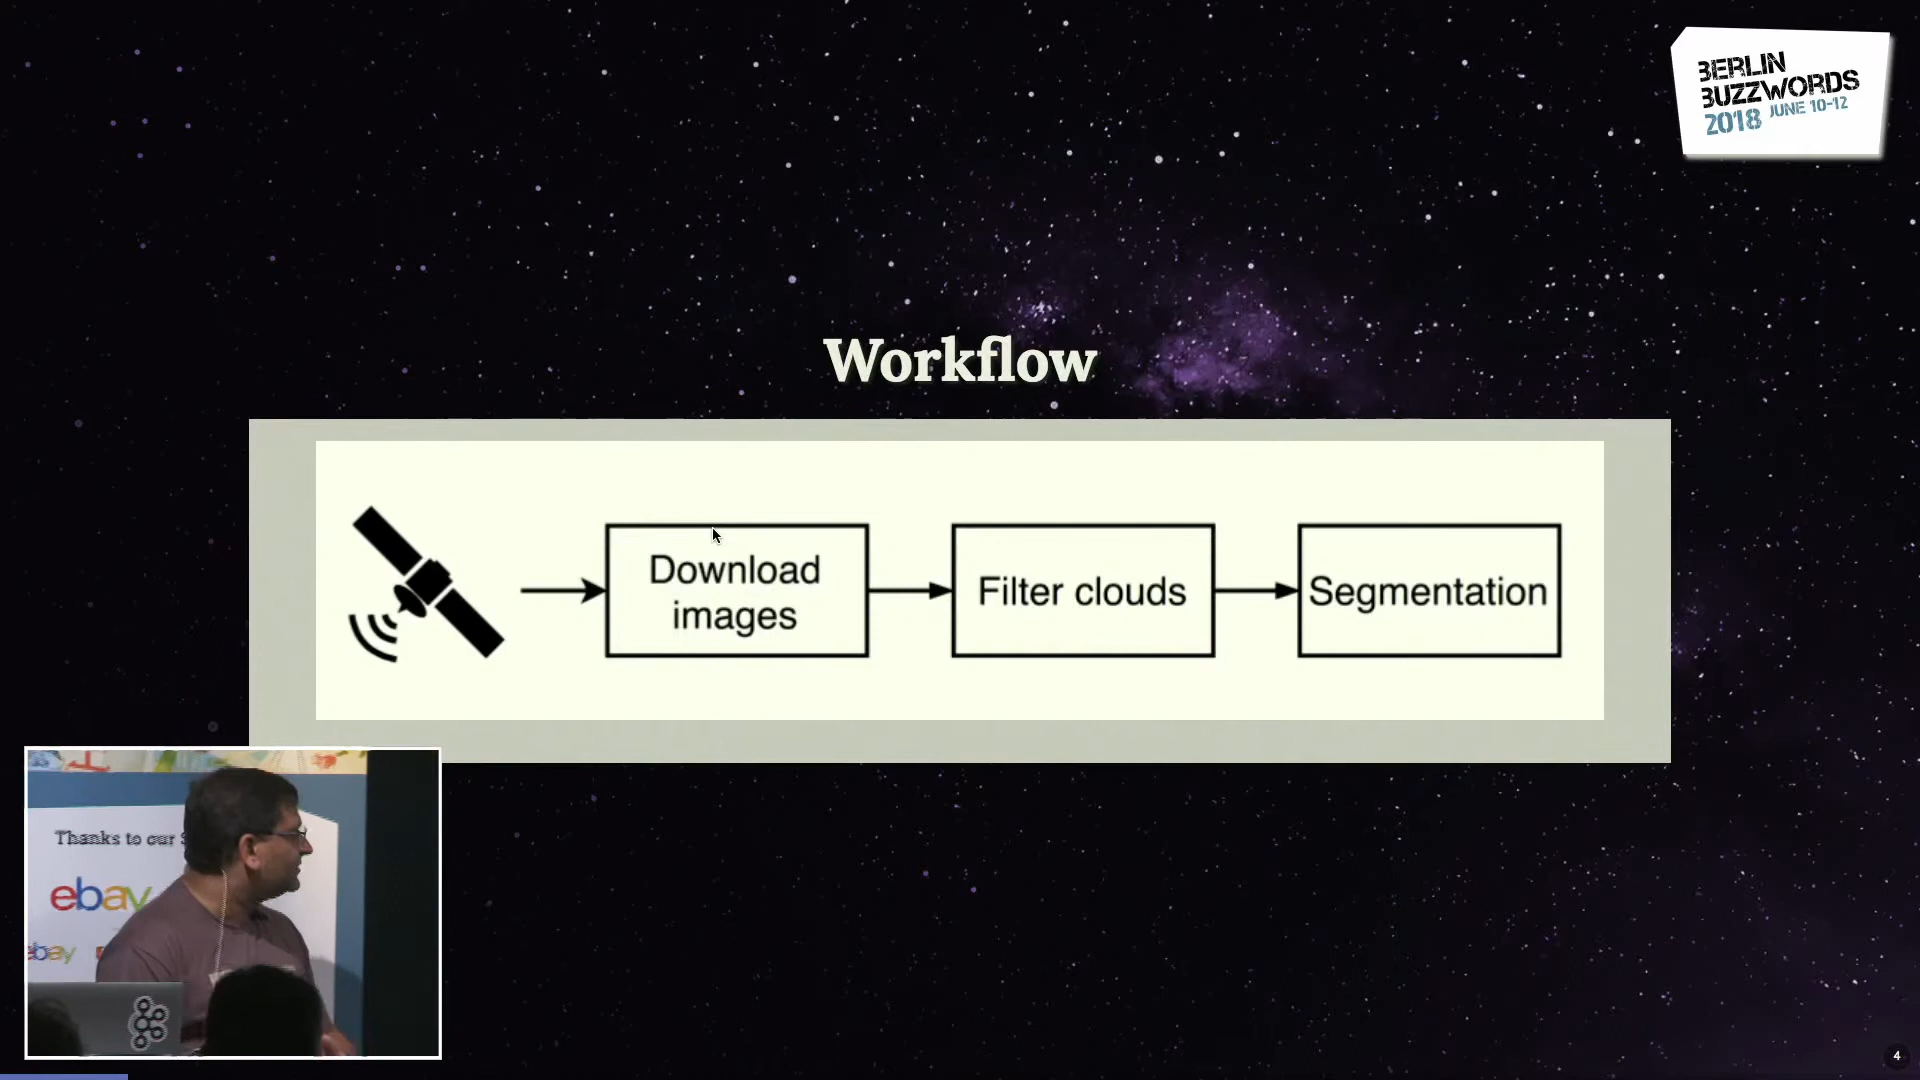 BERLIN
BUZZWORDS
2018 JUNE 10-12
Workflow
Download
images
Filter clouds
Segmentation
Thanks to our
ebay
ebay
4